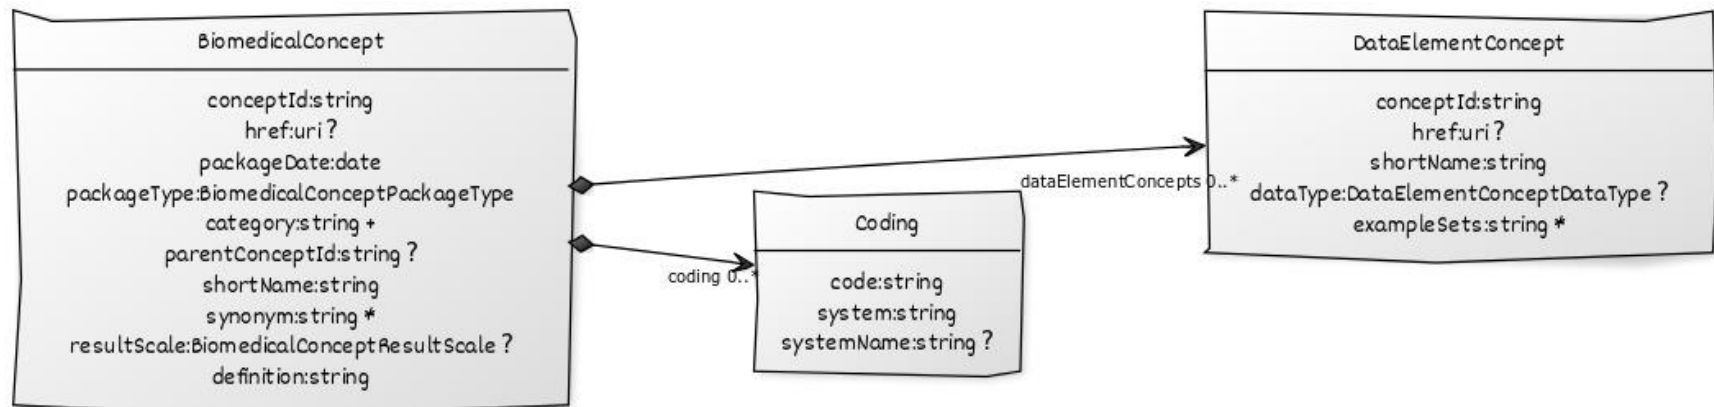 BiomedicalConcept
conceptId:string
href:uri ?
packageDate:date
packageType:BiomedicalConceptPackageType
category:string +
parentConceptId:string ?
shortName:string
synonym:string *
resultScale:BiomedicalConceptResultScale ?
definition:string
dataElementConcepts 0..*
coding 0..*
Coding
code:string
system:string
systemName:string ?
DataElementConcept
conceptId:string
href:uri ?
shortName:string
dataType:DataElementConceptDataType ?
exampleSets:string *